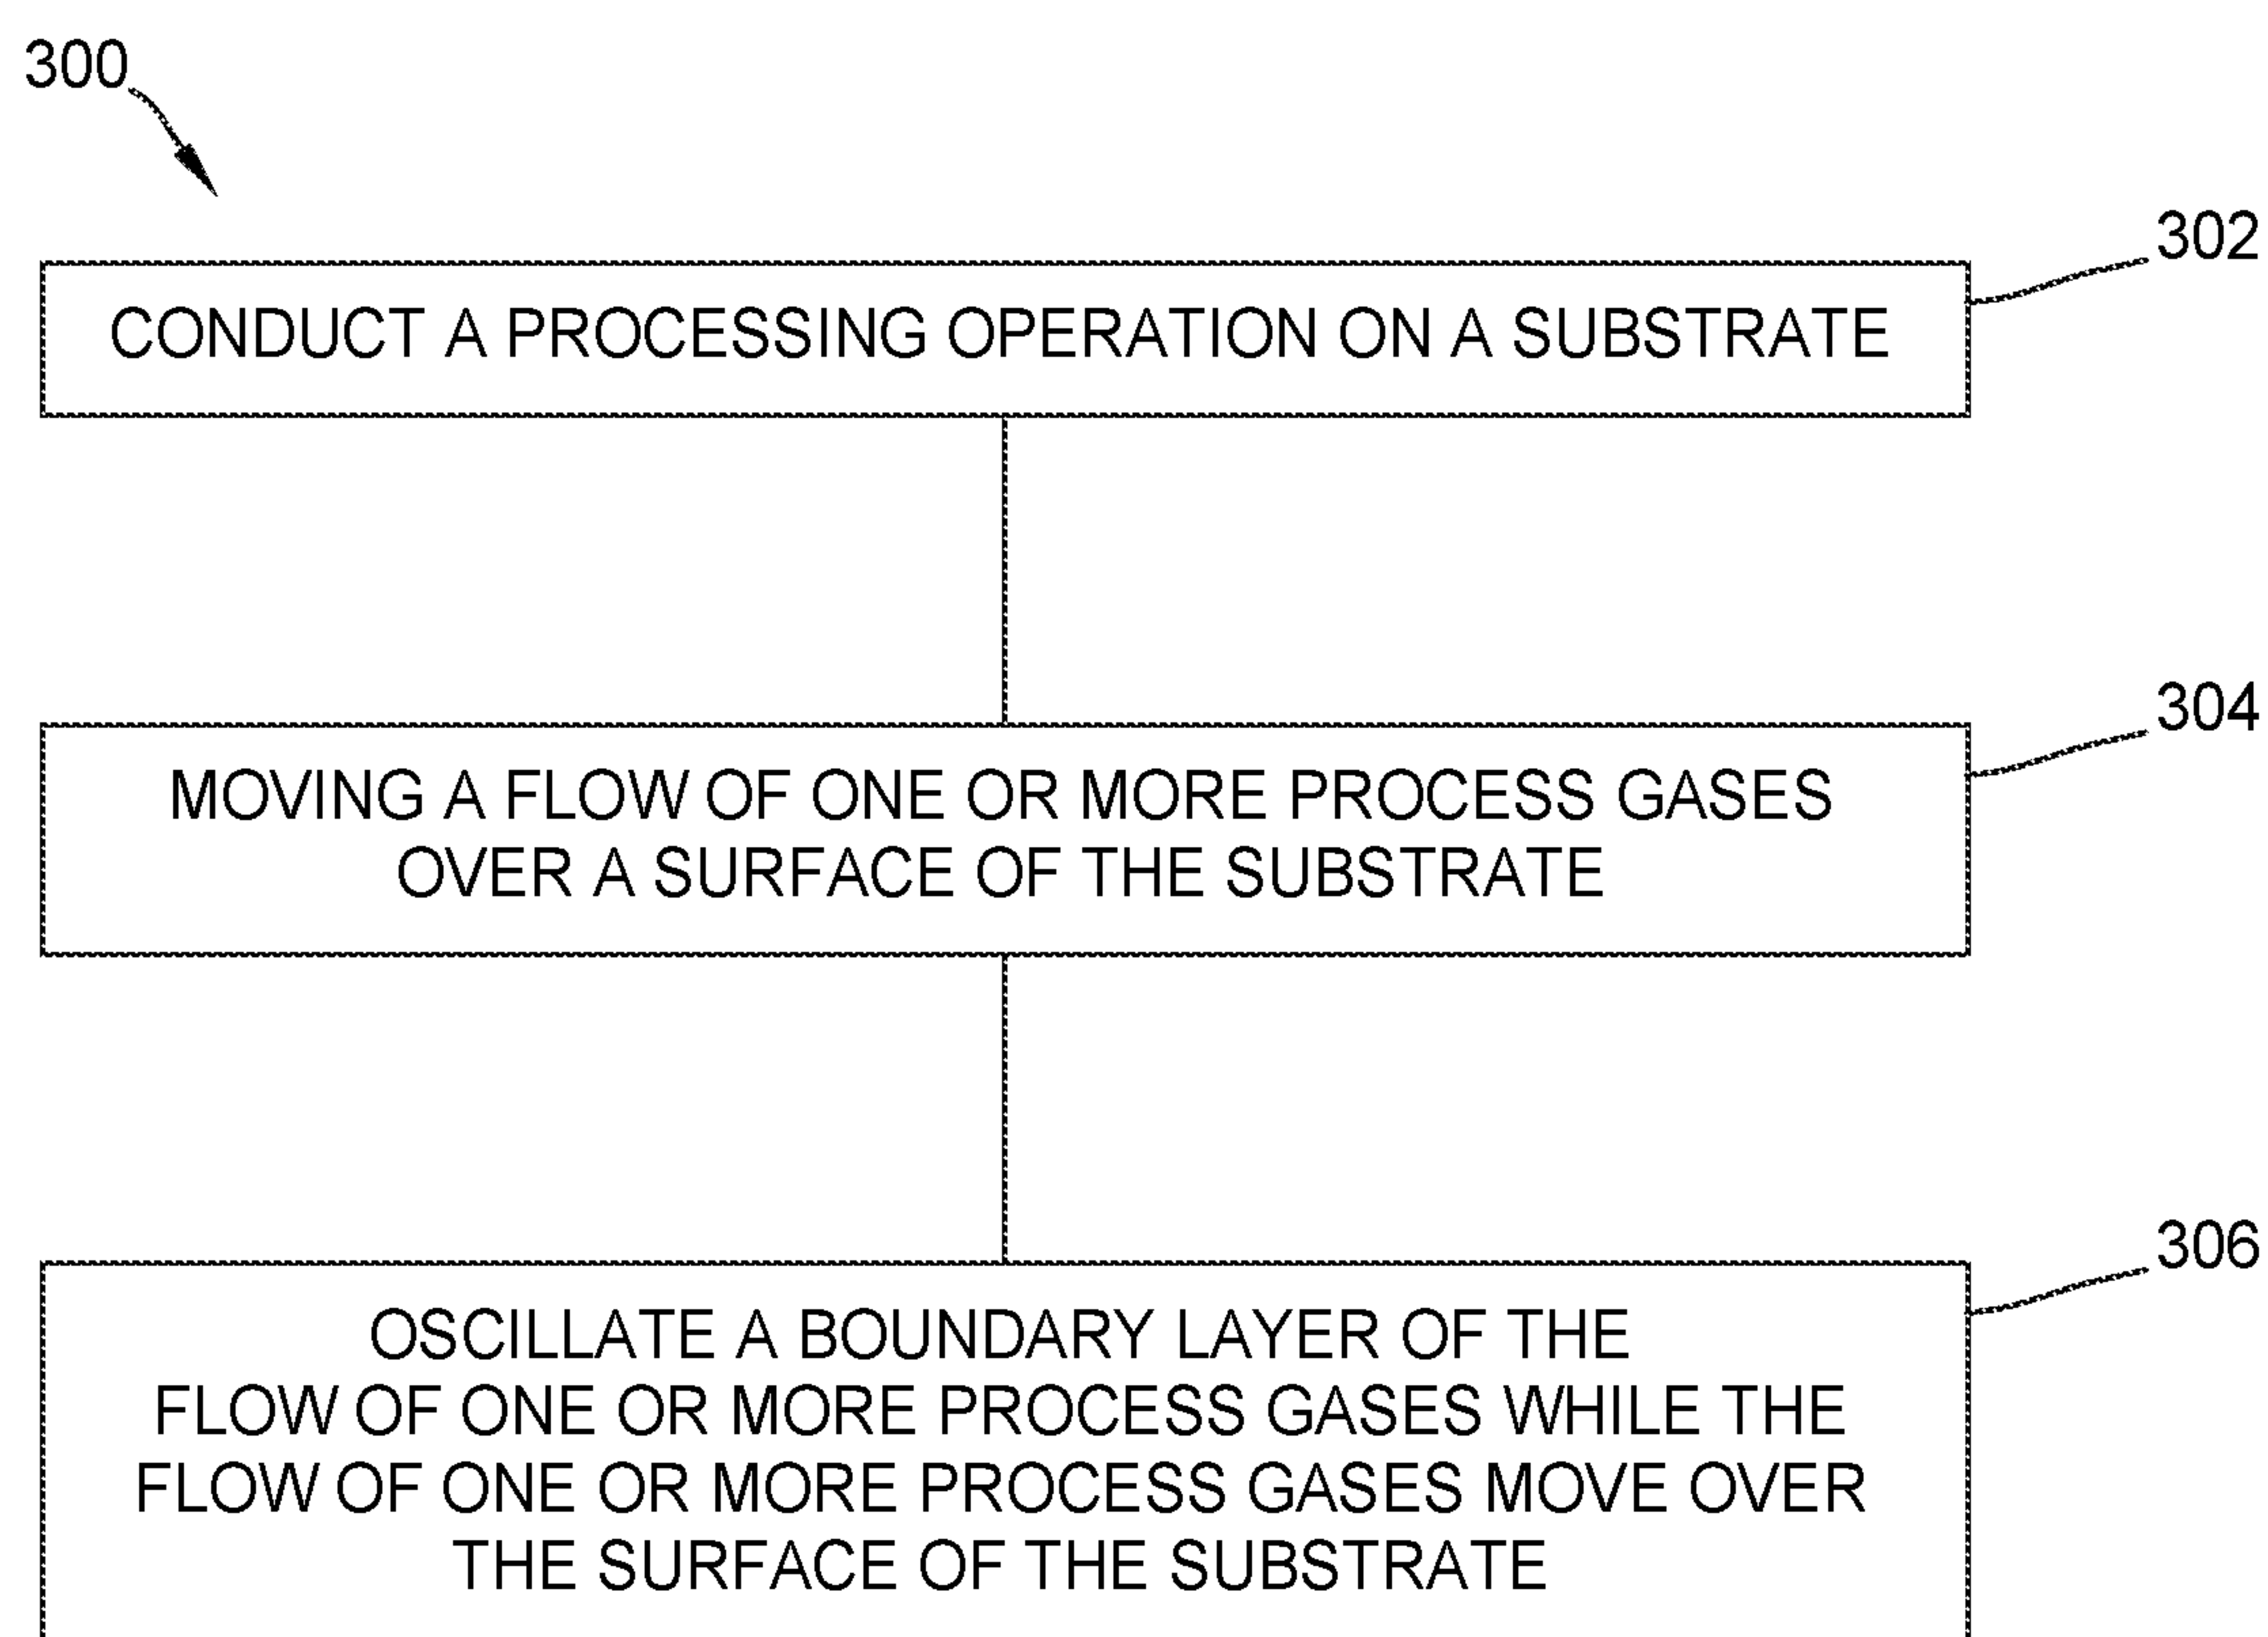 300
302
CONDUCT A PROCESSING OPERATION ON A SUBSTRATE
304
MOVING A FLOW OF ONE OR MORE PROCESS GASES
OVER A SURFACE OF THE SUBSTRATE
306
OSCILLATE A BOUNDARY LAYER OF THE
FLOW OF ONE OR MORE PROCESS GASES WHILE THE
FLOW OF ONE OR MORE PROCESS GASES MOVE OVER
THE SURFACE OF THE SUBSTRATE